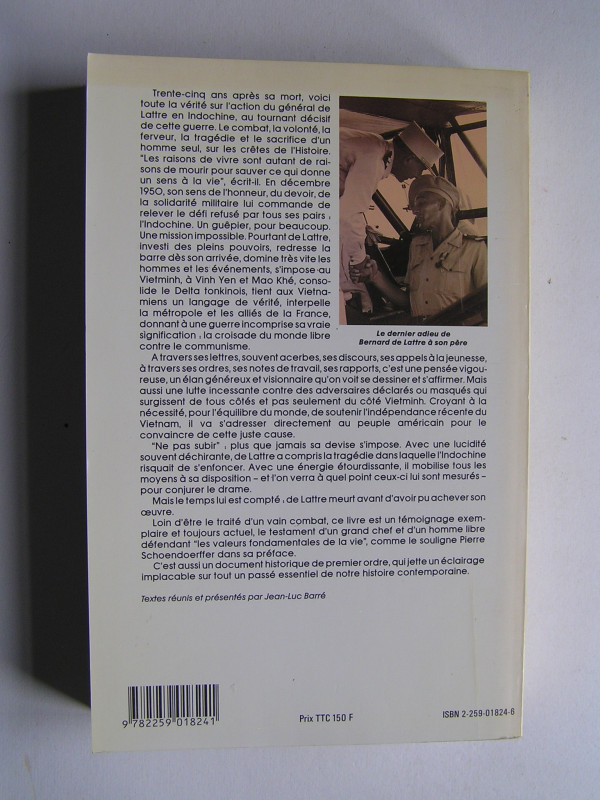 Trente-cinq ans après sa mort, voici
toute la vérité sur l'action du général de
Lattre en Indochine, au tournant décisif
de cette guerre. Le combat, la volonté, la
ferveur, la tragédie et le sacrifice d'un
homme seul, sur les crêtes de l'Histoire.
"Les raisons de vivre sont autant de rai-
sons de mourir pour sauver ce qui donne
un sens à la vie", écrit-il. En décembre
1950, son sens de l'honneur, du devoir, de
la solidarité militaire lui commande de
relever le défi refusé par tous ses pairs :
l'Indochine. Un guêpier, pour beaucoup.
Une mission impossible. Pourtant de Lattre,
investi des pleins pouvoirs, redresse la
barre dès son arrivée, domine très vite les
hommes et les événements, s'impose au
Vietminh, à Vinh Yen et Mao Khé, conso-
lide le Delta tonkinois, tient aux Vietna-
miens un langage de vérité, interpelle
la métropole et les alliés de la France,
donnant à une guerre incomprise sa vraie
signification : la croisade du monde libre
contre le communisme.
Le dernier adieu de
Bernard de Lattre à son père
A travers ses lettres, souvent acerbes, ses discours, ses appels à la jeunesse,
à travers ses ordres, ses notes de travail, ses rapports, c'est une pensée vigou-
reuse, un élan généreux et visionnaire qu'on voit se dessiner et s'affirmer. Mais
aussi une lutte incessante contre des adversaires déclarés ou masqués qui
surgissent de tous côtés et pas seulement du côté Vietminh. Croyant à la
nécessité, pour l'équilibre du monde, de soutenir l'indépendance récente du
Vietnam, il va s'adresser directement au peuple américain pour le
convaincre de cette juste cause.
"Ne pas subir" : plus que jamais sa devise s'impose. Avec une lucidité
souvent déchirante, de Lattre a compris la tragédie dans laquelle l'Indochine
risquait de s'enfoncer. Avec une énergie étourdissante, il mobilise tous les
moyens à sa disposition – et l'on verra à quel point ceux-ci lui sont mesurés –
pour conjurer le drame.
Mais le temps lui est compté : de Lattre meurt avant d'avoir pu achever son
œuvre.
Loin d'être le traité d'un vain combat, ce livre est un témoignage exem-
plaire et toujours actuel, le testament d'un grand chef et d'un homme libre
défendant "les valeurs fondamentales de la vie", comme le souligne Pierre
Schoendoerffer dans sa préface.
C'est aussi un document historique de premier ordre, qui jette un éclairage
implacable sur tout un passé essentiel de notre histoire contemporaine.
Textes réunis et présentés par Jean-Luc Barré
9 782259 018241
Prix TTC 150 F
ISBN 2-259-01824-6